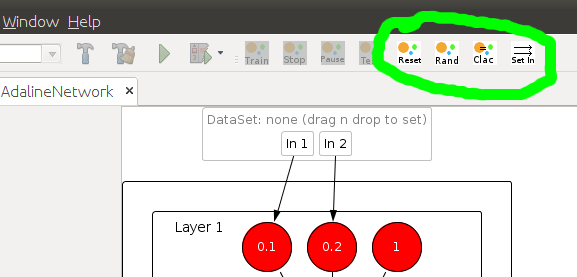 Window Help
Train Stop Pause Te Reset Rand Clac Set In
AdalineNetwork ×
DataSet: none (drag n drop to set)
In 1 In 2
Layer 1
0.1 0.2 1